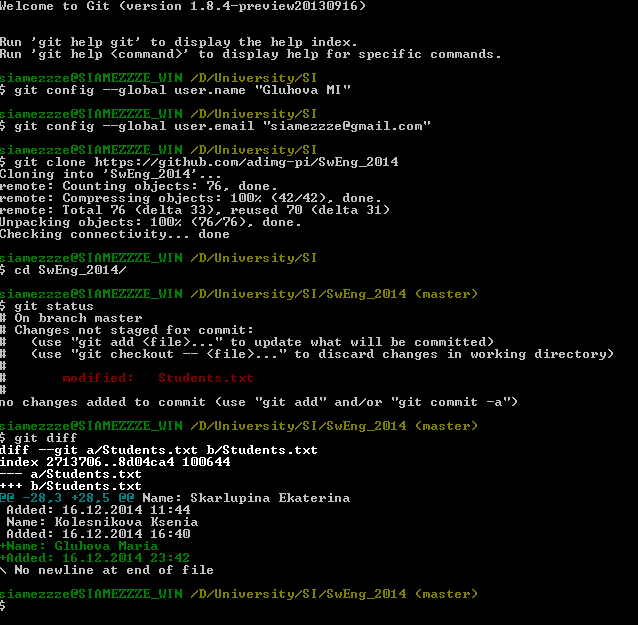 Welcome to Git (version 1.8.4-preview20130916)
Run 'git help git' to display the help index.
Run 'git help <command>' to display help for specific commands.
siamezzze@SIAMEZZZE_WIN /D/University/SI
$ git config --global user.name "Gluhova MI"
siamezzze@SIAMEZZZE_WIN /D/University/SI
$ git config --global user.email "siamezzze@gmail.com"
siamezzze@SIAMEZZZE_WIN /D/University/SI
$ git clone https://github.com/adimg-pi/SwEng_2014
Cloning into 'SwEng_2014'...
remote: Counting objects: 76, done.
remote: Compressing objects: 100% (42/42), done.
remote: Total 76 (delta 33), reused 70 (delta 31)
Unpacking objects: 100% (76/76), done.
Checking connectivity... done
siamezzze@SIAMEZZZE_WIN /D/University/SI
$ cd SwEng_2014/
siamezzze@SIAMEZZZE_WIN /D/University/SI/SwEng_2014 (master)
$ git status
# On branch master
# Changes not staged for commit:
#   (use "git add <file>..." to update what will be committed)
#   (use "git checkout -- <file>..." to discard changes in working directory)
#
#       modified:   Students.txt
#
no changes added to commit (use "git add" and/or "git commit -a")
siamezzze@SIAMEZZZE_WIN /D/University/SI/SwEng_2014 (master)
$ git diff
diff --git a/Students.txt b/Students.txt
index 2713706..8d04ca4 100644
--- a/Students.txt
+++ b/Students.txt
@@ -28,3 +28,5 @@ Name: Skarlupina Ekaterina
 Added: 16.12.2014 11:44
 Name: Kolesnikova Ksenia
 Added: 16.12.2014 16:40
+Name: Gluhova Maria
+Added: 16.12.2014 23:42
\ No newline at end of file
siamezzze@SIAMEZZZE_WIN /D/University/SI/SwEng_2014 (master)
$